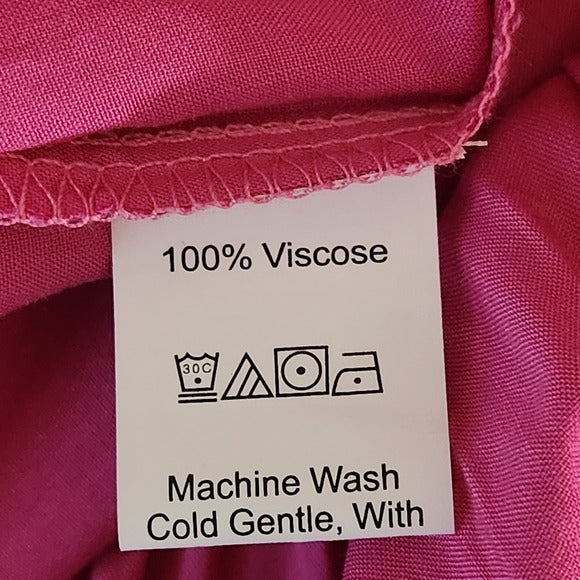 100% Viscose
30C
Machine Wash
Cold Gentle, With